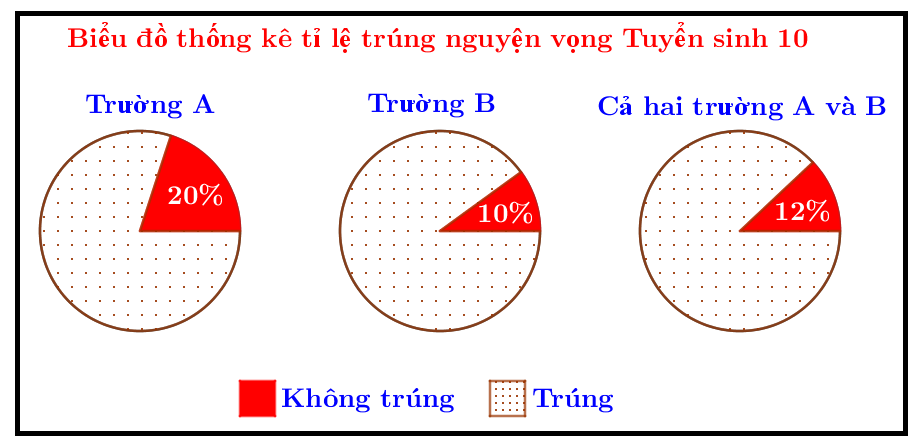 Biểu đồ thống kê tỉ lệ trúng nguyện vọng Tuyển sinh 10
Trường A
Trường B
Cả hai trường A và B
20%
10%
12%
Không trúng
Trúng